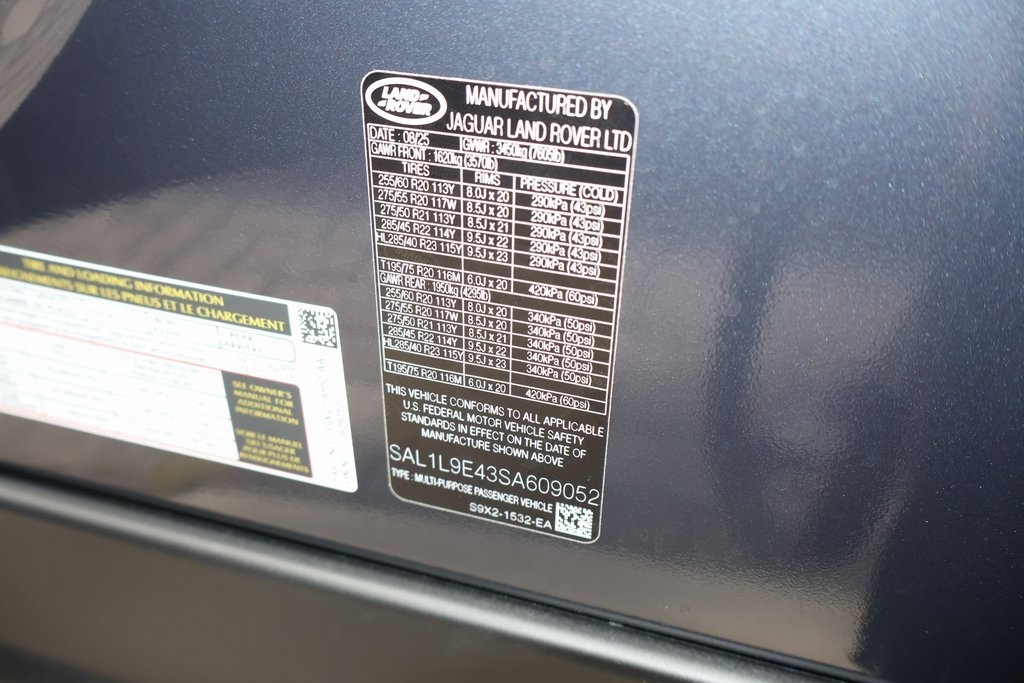 LAND
ROVER
MANUFACTURED BY
JAGUAR LAND ROVER LTD
DATE : 08/25 GVWR : 3450kg (7605lb)
GAWR FRONT : 1620kg (3570lb)
TIRES RIMS PRESSURE (COLD)
255/60 R20 113Y 8.0J x 20 290kPa (43psi)
275/55 R20 117W 8.5J x 20 290kPa (43psi)
275/50 R21 113Y 8.5J x 21 290kPa (43psi)
285/45 R22 114Y 9.5J x 22 290kPa (43psi)
HL285/40 R23 115Y 9.5J x 23 290kPa (43psi)
T195/75 R20 116M 6.0J x 20 420kPa (60psi)
GAWR REAR : 1950kg (4295lb)
255/60 R20 113Y 8.0J x 20 340kPa (50psi)
275/55 R20 117W 8.5J x 20 340kPa (50psi)
275/50 R21 113Y 8.5J x 21 340kPa (50psi)
285/45 R22 114Y 9.5J x 22 340kPa (50psi)
HL285/40 R23 115Y 9.5J x 23 340kPa (50psi)
T195/75 R20 116M 6.0J x 20 420kPa (60psi)
THIS VEHICLE CONFORMS TO ALL APPLICABLE
U.S. FEDERAL MOTOR VEHICLE SAFETY
STANDARDS IN EFFECT ON THE DATE OF
MANUFACTURE SHOWN ABOVE
SAL1L9E43SA609052
TYPE : MULTI-PURPOSE PASSENGER VEHICLE
S9X2-1532-EA
TIRE AND LOADING INFORMATION
RENSEIGNEMENTS SUR LES PNEUS ET LE CHARGEMENT
SEE OWNER'S
MANUAL FOR
ADDITIONAL
INFORMATION
VOIR LE MANUEL
DE L'USAGER
POUR PLUS DE
RENSEIGNEMENTS